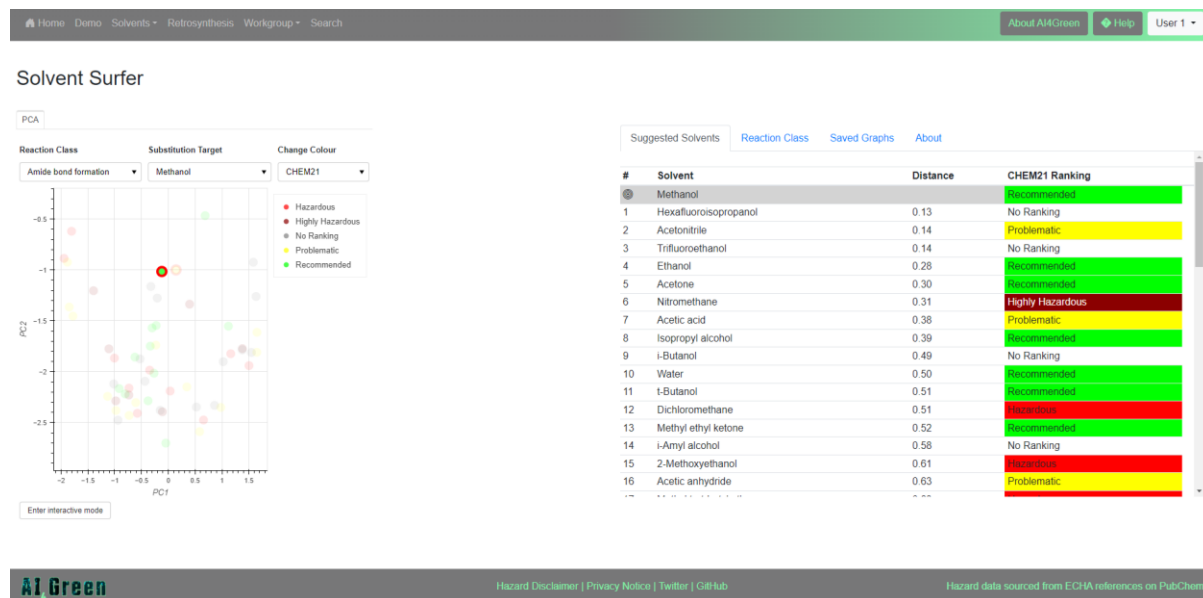 Home Demo Solvents Retrosynthesis Workgroup Search About AI4Green Help User 1
Solvent Surfer
PCA
Reaction Class Substitution Target Change Colour
Amide bond formation Methanol CHEM21
Hazardous
Highly Hazardous
No Ranking
Problematic
Recommended
−0.5
−1
−1.5
−2
−2.5
PC2
−2 −1.5 −1 −0.5 0 0.5 1 1.5
PC1
Enter interactive mode
Suggested Solvents Reaction Class Saved Graphs About
# Solvent Distance CHEM21 Ranking
Methanol Recommended
1 Hexafluoroisopropanol 0.13 No Ranking
2 Acetonitrile 0.14 Problematic
3 Trifluoroethanol 0.14 No Ranking
4 Ethanol 0.28 Recommended
5 Acetone 0.30 Recommended
6 Nitromethane 0.31 Highly Hazardous
7 Acetic acid 0.38 Problematic
8 Isopropyl alcohol 0.39 Recommended
9 i-Butanol 0.49 No Ranking
10 Water 0.50 Recommended
11 t-Butanol 0.51 Recommended
12 Dichloromethane 0.51 Hazardous
13 Methyl ethyl ketone 0.52 Recommended
14 i-Amyl alcohol 0.58 No Ranking
15 2-Methoxyethanol 0.61 Hazardous
16 Acetic anhydride 0.63 Problematic
AI4Green Hazard Disclaimer | Privacy Notice | Twitter | GitHub Hazard data sourced from ECHA references on PubChem